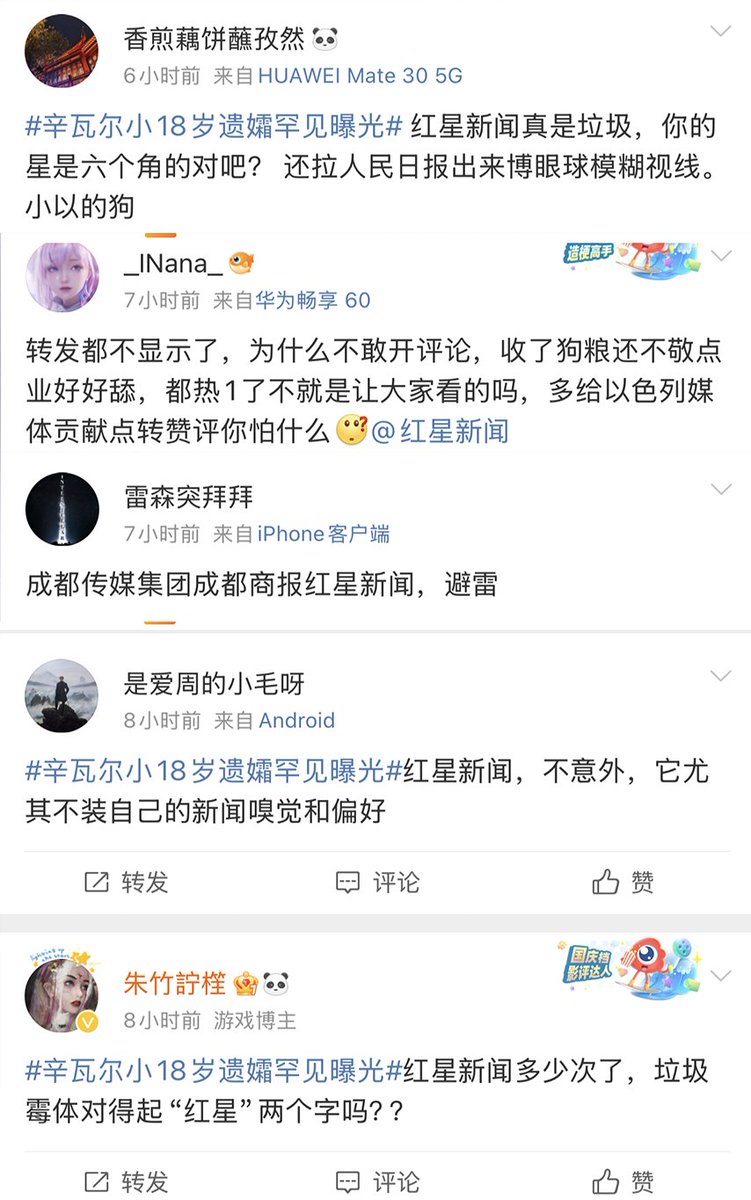 香煎藕饼蘸孜然
6小时前 来自HUAWEI Mate 30 5G
#辛瓦尔小18岁遗孀罕见曝光# 红星新闻真是垃圾，你的
星是六个角的对吧？ 还拉人民日报出来博眼球模糊视线。
小以的狗
_INana_
造梗高手
7小时前 来自华为畅享 60
转发都不显示了，为什么不敢开评论，收了狗粮还不敬点
业好好舔，都热1了不就是让大家看的吗，多给以色列媒
体贡献点转赞评你怕什么@红星新闻
雷森突拜拜
7小时前 来自iPhone客户端
成都传媒集团成都商报红星新闻，避雷
是爱周的小毛呀
8小时前 来自Android
#辛瓦尔小18岁遗孀罕见曝光#红星新闻，不意外，它尤
其不装自己的新闻嗅觉和偏好
转发 评论 赞
朱竹詝樦
国庆档
影评达人
8小时前 游戏博主
#辛瓦尔小18岁遗孀罕见曝光#红星新闻多少次了，垃圾
霉体对得起“红星”两个字吗？？
转发 评论 赞